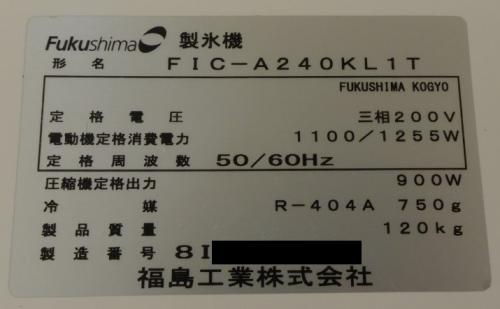 Fukushima 製氷機
形名 FIC-A240KL1T
FUKUSHIMA KOGYO
定格電圧 三相200V
電動機定格消費電力 1100/1255W
定格周波数 50/60Hz
圧縮機定格出力 900W
冷媒 R-404A 750g
製品質量 120kg
製造番号 8I
福島工業株式会社